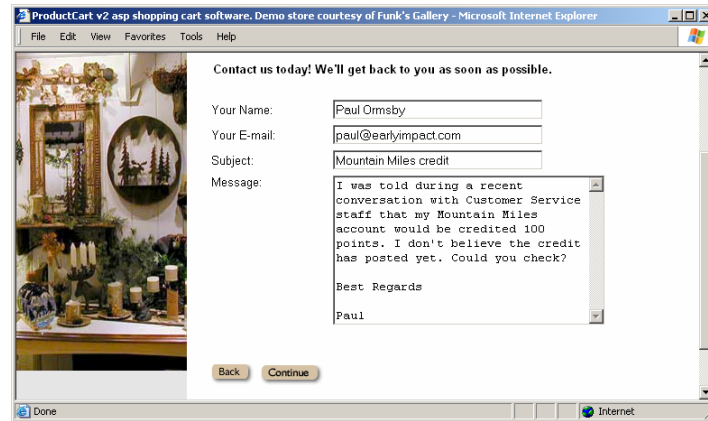 ProductCart v2 asp shopping cart software. Demo store courtesy of Funk's Gallery - Microsoft Internet Explorer
File Edit View Favorites Tools Help
Contact us today! We'll get back to you as soon as possible.
Your Name: Paul Ormsby
Your E-mail: paul@earlyimpact.com
Subject: Mountain Miles credit
Message:
I was told during a recent
conversation with Customer Service
staff that my Mountain Miles
account would be credited 100
points. I don't believe the credit
has posted yet. Could you check?
Best Regards
Paul
Back Continue
Done Internet